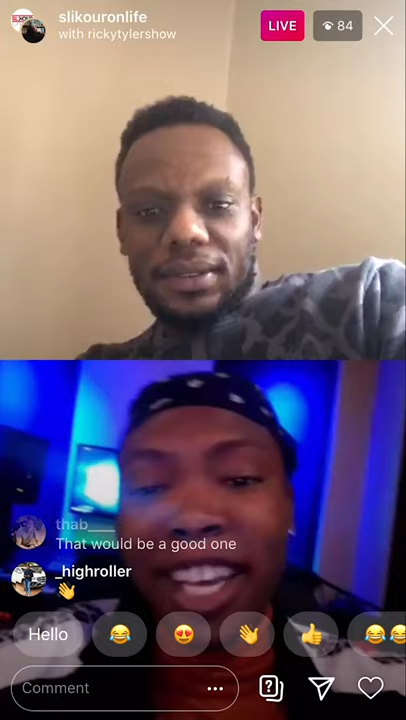 slikouronlife
with rickytylershow
LIVE
84
thab___
That would be a good one
_highroller
👋
Hello
Comment